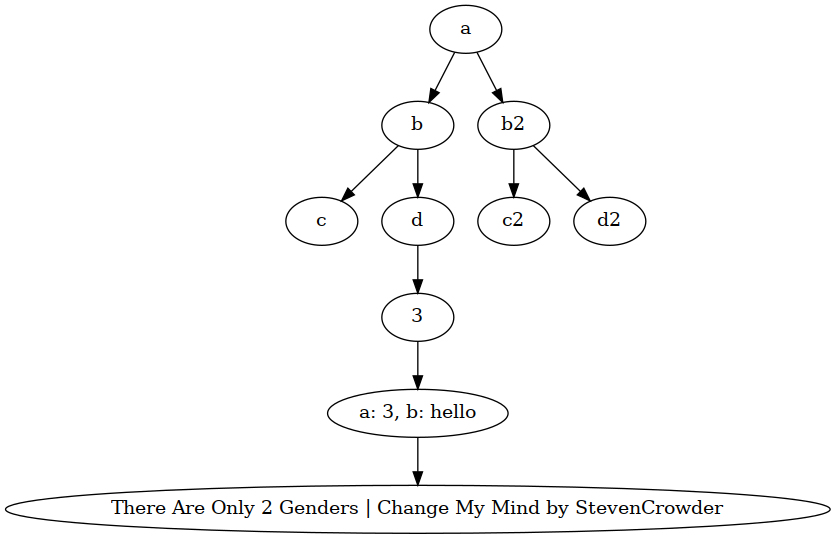 a
b b2
c d c2 d2
3
a: 3, b: hello
There Are Only 2 Genders | Change My Mind by StevenCrowder